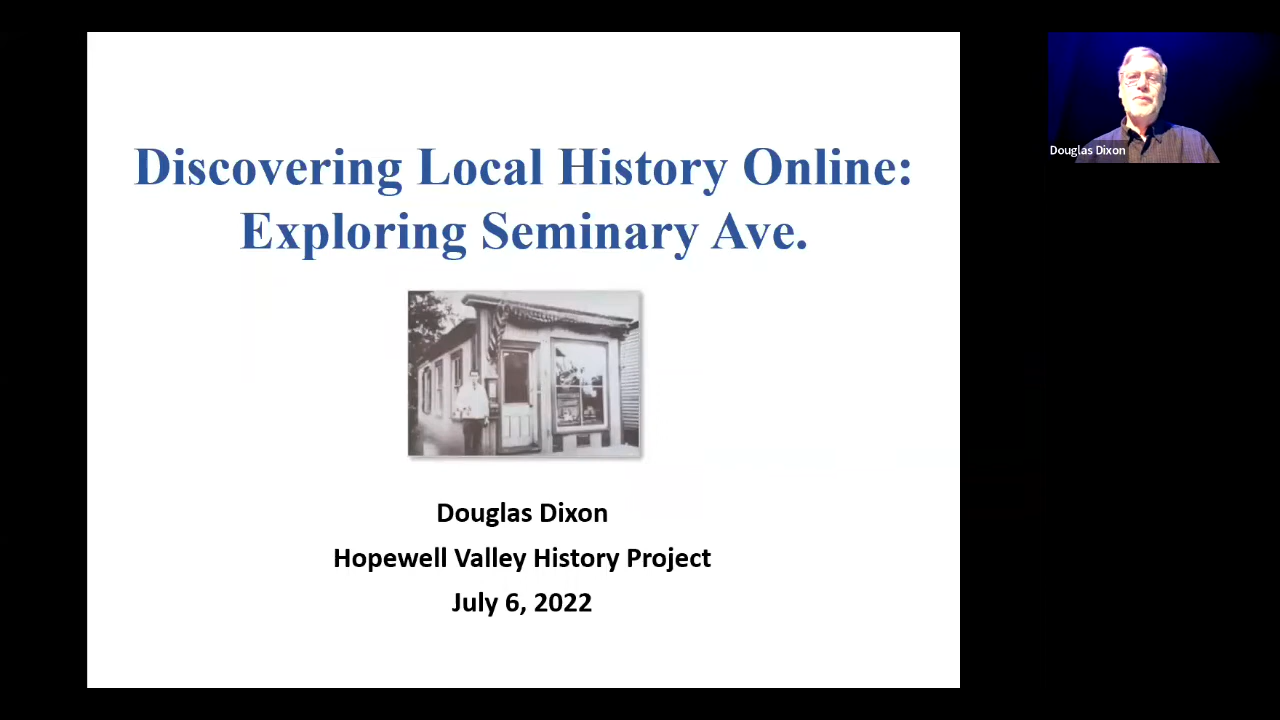 Discovering Local History Online:
Exploring Seminary Ave.
Douglas Dixon
Hopewell Valley History Project
July 6, 2022
Douglas Dixon